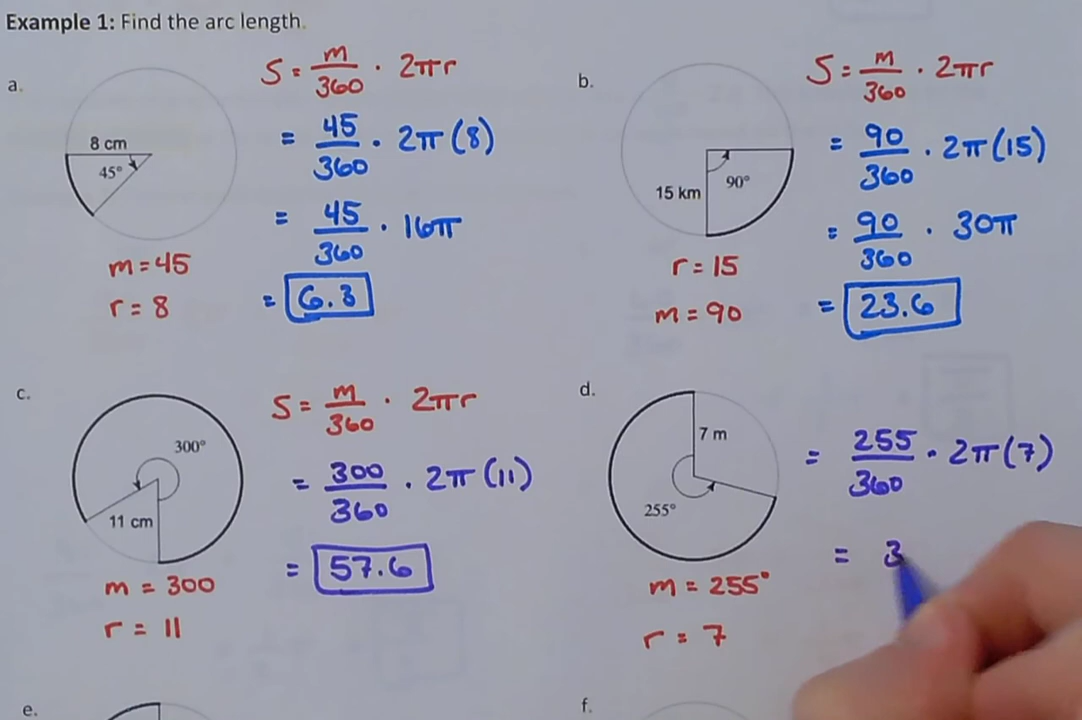 Example 1: Find the arc length.
a.
8 cm
45°
m = 45
r = 8
S = m/360 · 2πr
= 45/360 · 2π(8)
= 45/360 · 16π
= 6.3
b.
15 km
90°
r = 15
m = 90
S = m/360 · 2πr
= 90/360 · 2π(15)
= 90/360 · 30π
= 23.6
c.
300°
11 cm
m = 300
r = 11
S = m/360 · 2πr
= 300/360 · 2π(11)
= 57.6
d.
7 m
255°
m = 255°
r = 7
= 255/360 · 2π(7)
= 3
e.
f.